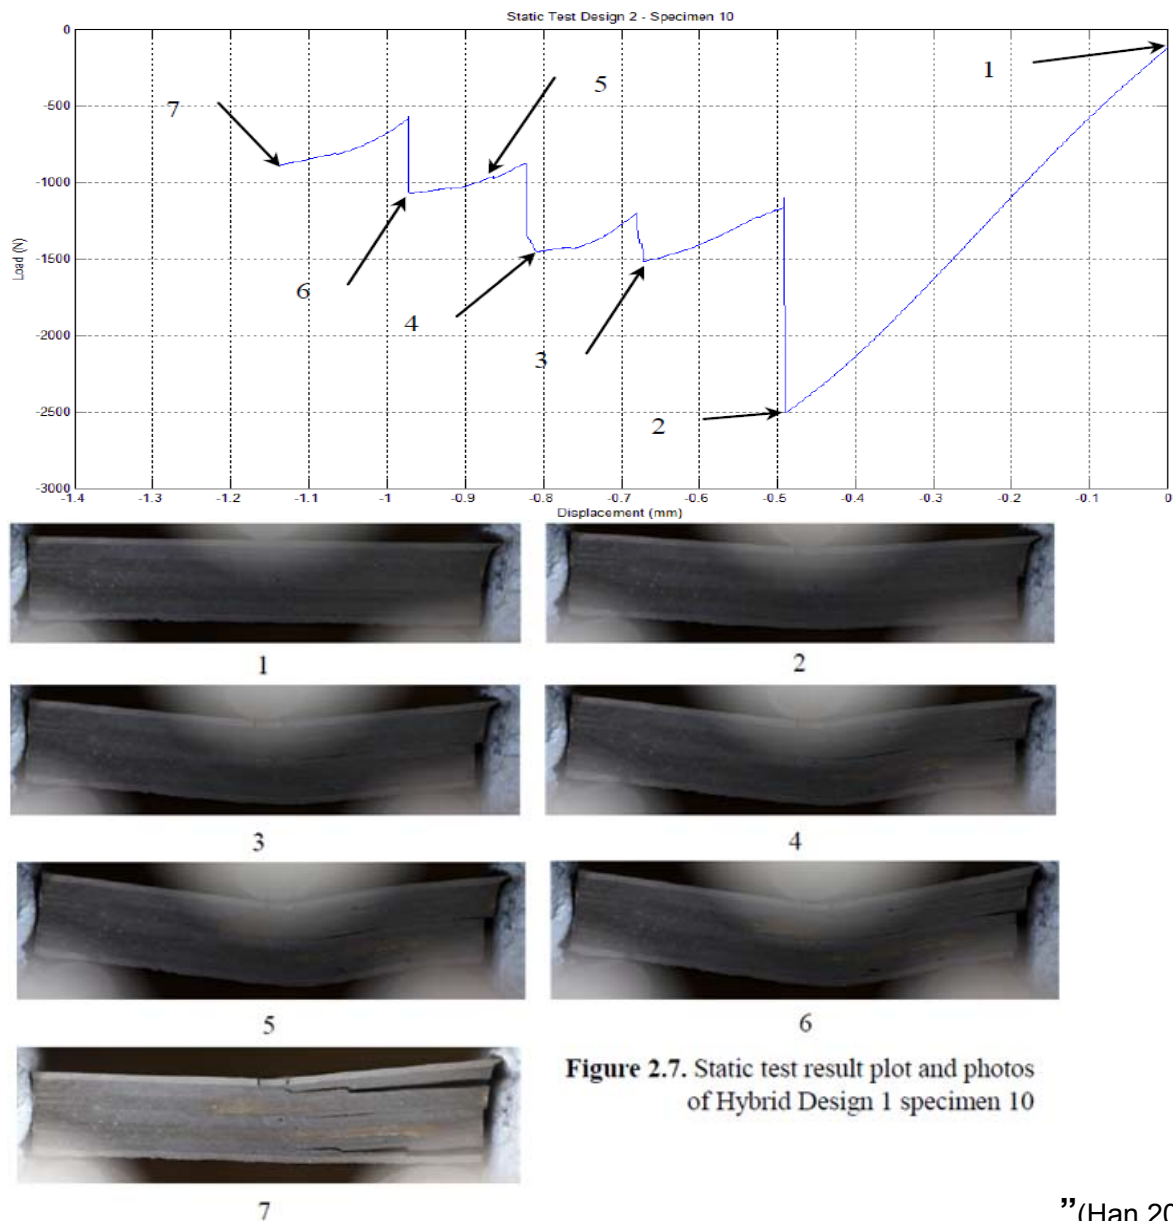 Static Test Design 2 - Specimen 10
0
-500
-1000
-1500
-2000
-2500
-3000
Load (N)
1
5
7
6
4
3
2
-1.4 -1.3 -1.2 -1.1 -1 -0.9 -0.8 -0.7 -0.6 -0.5 -0.4 -0.3 -0.2 -0.1 0
Displacement (mm)
1 2
3 4
5 6
7
Figure 2.7. Static test result plot and photos
of Hybrid Design 1 specimen 10
”(Han 20